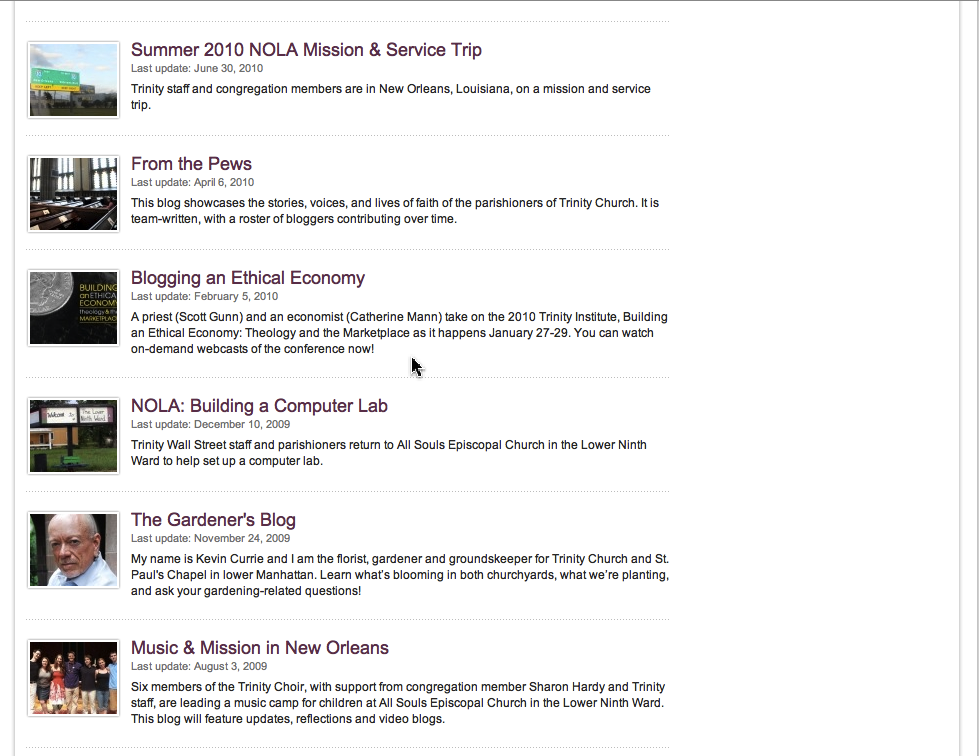 Summer 2010 NOLA Mission & Service Trip
Last update: June 30, 2010
Trinity staff and congregation members are in New Orleans, Louisiana, on a mission and service
trip.
From the Pews
Last update: April 6, 2010
This blog showcases the stories, voices, and lives of faith of the parishioners of Trinity Church. It is
team-written, with a roster of bloggers contributing over time.
BUILDING
an ETHICAL
ECONOMY
theology & the
MARKETPLACE
Blogging an Ethical Economy
Last update: February 5, 2010
A priest (Scott Gunn) and an economist (Catherine Mann) take on the 2010 Trinity Institute, Building
an Ethical Economy: Theology and the Marketplace as it happens January 27-29. You can watch
on-demand webcasts of the conference now!
Welcome To
The Lower
Ninth Ward
NOLA: Building a Computer Lab
Last update: December 10, 2009
Trinity Wall Street staff and parishioners return to All Souls Episcopal Church in the Lower Ninth
Ward to help set up a computer lab.
The Gardener's Blog
Last update: November 24, 2009
My name is Kevin Currie and I am the florist, gardener and groundskeeper for Trinity Church and St.
Paul's Chapel in lower Manhattan. Learn what's blooming in both churchyards, what we're planting,
and ask your gardening-related questions!
Music & Mission in New Orleans
Last update: August 3, 2009
Six members of the Trinity Choir, with support from congregation member Sharon Hardy and Trinity
staff, are leading a music camp for children at All Souls Episcopal Church in the Lower Ninth Ward.
This blog will feature updates, reflections and video blogs.